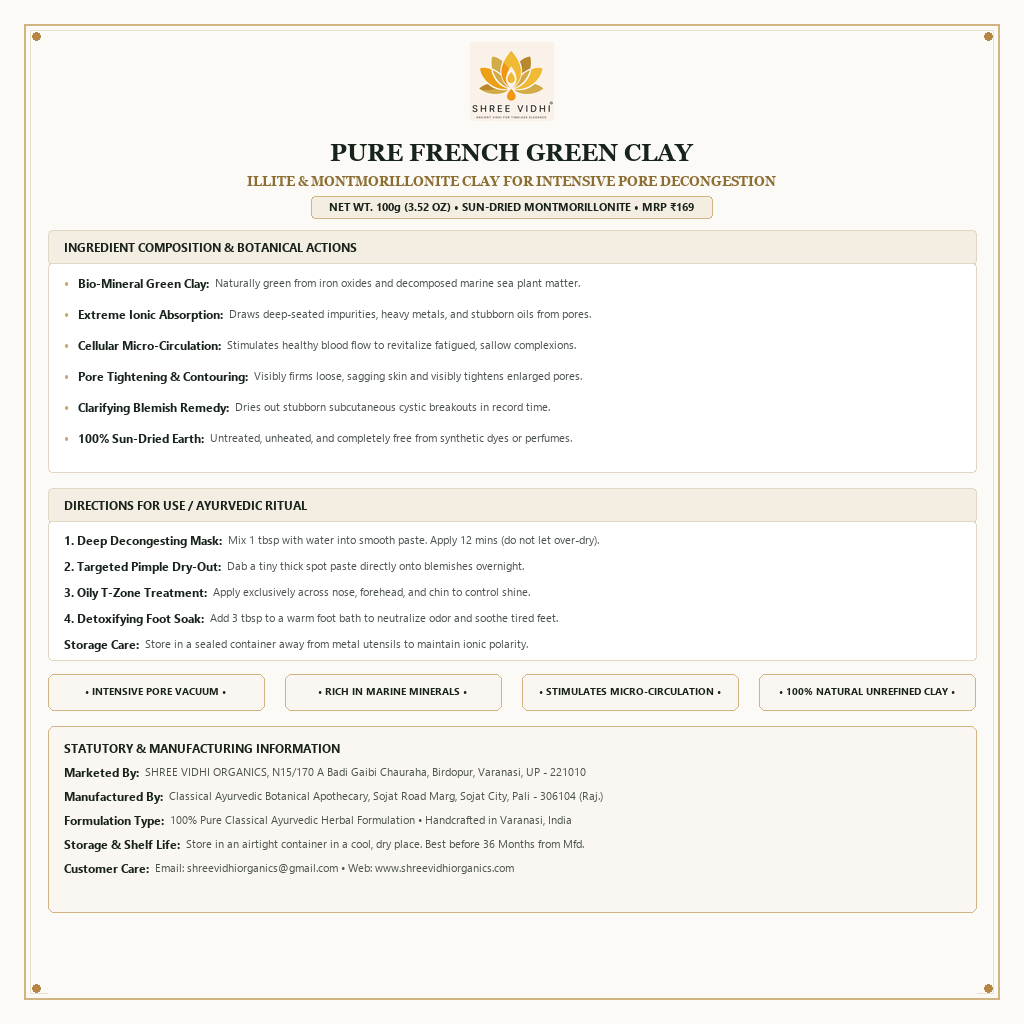 SHREE VIDHI
ANCIENT VIDHI FOR TIMELESS ELEGANCE
PURE FRENCH GREEN CLAY
ILLITE & MONTMORILLONITE CLAY FOR INTENSIVE PORE DECONGESTION
NET WT. 100g (3.52 OZ) • SUN-DRIED MONTMORILLONITE • MRP ₹169
INGREDIENT COMPOSITION & BOTANICAL ACTIONS
• Bio-Mineral Green Clay: Naturally green from iron oxides and decomposed marine sea plant matter.
• Extreme Ionic Absorption: Draws deep-seated impurities, heavy metals, and stubborn oils from pores.
• Cellular Micro-Circulation: Stimulates healthy blood flow to revitalize fatigued, sallow complexions.
• Pore Tightening & Contouring: Visibly firms loose, sagging skin and visibly tightens enlarged pores.
• Clarifying Blemish Remedy: Dries out stubborn subcutaneous cystic breakouts in record time.
• 100% Sun-Dried Earth: Untreated, unheated, and completely free from synthetic dyes or perfumes.
DIRECTIONS FOR USE / AYURVEDIC RITUAL
1. Deep Decongesting Mask: Mix 1 tbsp with water into smooth paste. Apply 12 mins (do not let over-dry).
2. Targeted Pimple Dry-Out: Dab a tiny thick spot paste directly onto blemishes overnight.
3. Oily T-Zone Treatment: Apply exclusively across nose, forehead, and chin to control shine.
4. Detoxifying Foot Soak: Add 3 tbsp to a warm foot bath to neutralize odor and soothe tired feet.
Storage Care: Store in a sealed container away from metal utensils to maintain ionic polarity.
• INTENSIVE PORE VACUUM •
• RICH IN MARINE MINERALS •
• STIMULATES MICRO-CIRCULATION •
• 100% NATURAL UNREFINED CLAY •
STATUTORY & MANUFACTURING INFORMATION
Marketed By: SHREE VIDHI ORGANICS, N15/170 A Badi Gaibi Chauraha, Birdopur, Varanasi, UP - 221010
Manufactured By: Classical Ayurvedic Botanical Apothecary, Sojat Road Marg, Sojat City, Pali - 306104 (Raj.)
Formulation Type: 100% Pure Classical Ayurvedic Herbal Formulation • Handcrafted in Varanasi, India
Storage & Shelf Life: Store in an airtight container in a cool, dry place. Best before 36 Months from Mfd.
Customer Care: Email: shreevidhiorganics@gmail.com • Web: www.shreevidhiorganics.com